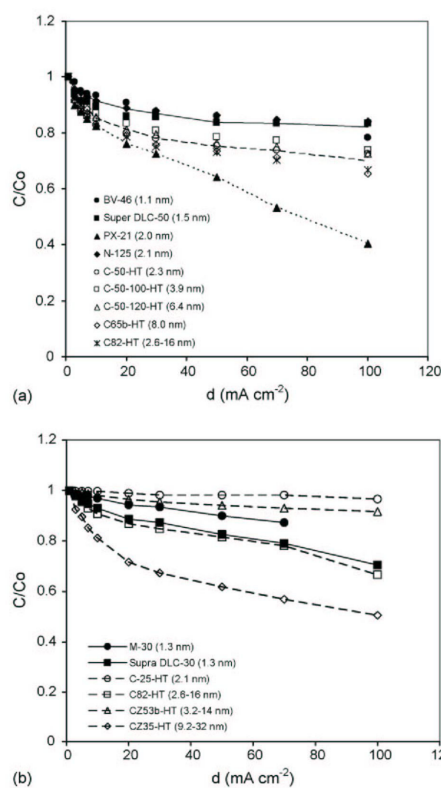 1.2
1
0.8
0.6
0.4
0.2
0
C/Co
BV-46 (1.1 nm)
Super DLC-50 (1.5 nm)
PX-21 (2.0 nm)
N-125 (2.1 nm)
C-50-HT (2.3 nm)
C-50-100-HT (3.9 nm)
C-50-120-HT (6.4 nm)
C65b-HT (8.0 nm)
C82-HT (2.6-16 nm)
0 20 40 60 80 100 120
(a) d (mA cm-2)
1.2
1
0.8
0.6
0.4
0.2
0
C/Co
M-30 (1.3 nm)
Supra DLC-30 (1.3 nm)
C-25-HT (2.1 nm)
C82-HT (2.6-16 nm)
CZ53b-HT (3.2-14 nm)
CZ35-HT (9.2-32 nm)
0 20 40 60 80 100 120
(b) d (mA cm-2)